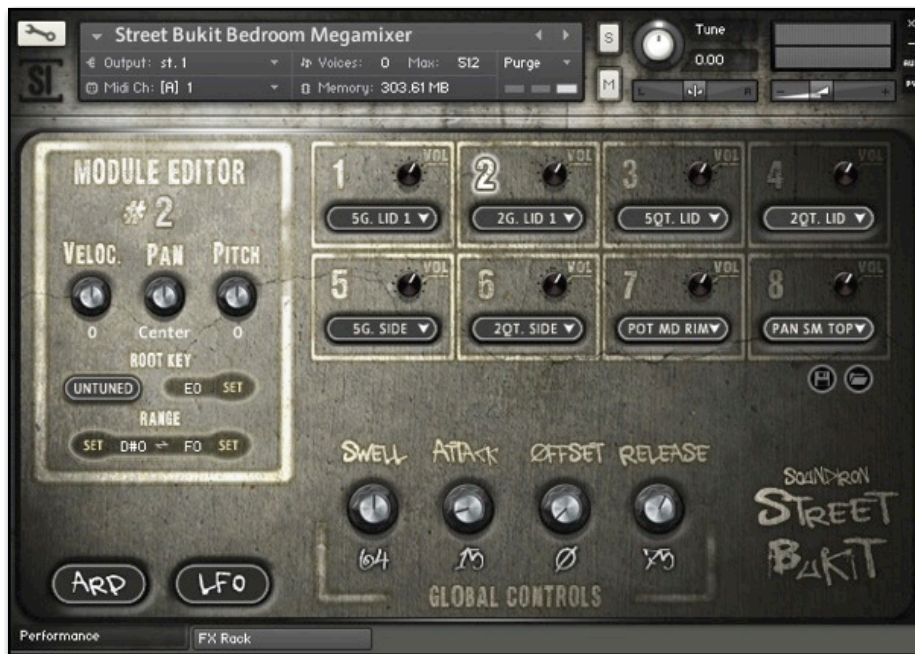 Street Bukit Bedroom Megamixer
Output: st. 1
Voices: 0 Max: 512
Purge
Midi Ch: [A] 1
Memory: 303.61 MB
S
M
Tune
0.00
L R
- +
SI
MODULE EDITOR
# 2
VELOC. PAN PITCH
0 Center 0
ROOT KEY
UNTUNED E0 SET
RANGE
SET D#0 F0 SET
1 VOL 2 VOL 3 VOL 4 VOL
5G. LID 1 2G. LID 1 5QT. LID 2QT. LID
5 VOL 6 VOL 7 VOL 8 VOL
5G. SIDE 2QT. SIDE POT MD RIM PAN SM TOP
SWELL ATTACK ØFFSET RELEASE
64 15 Ø 75
GLOBAL CONTROLS
SOUNDIRON
STREET
BUKIT
ARP LFO
Performance FX Rack